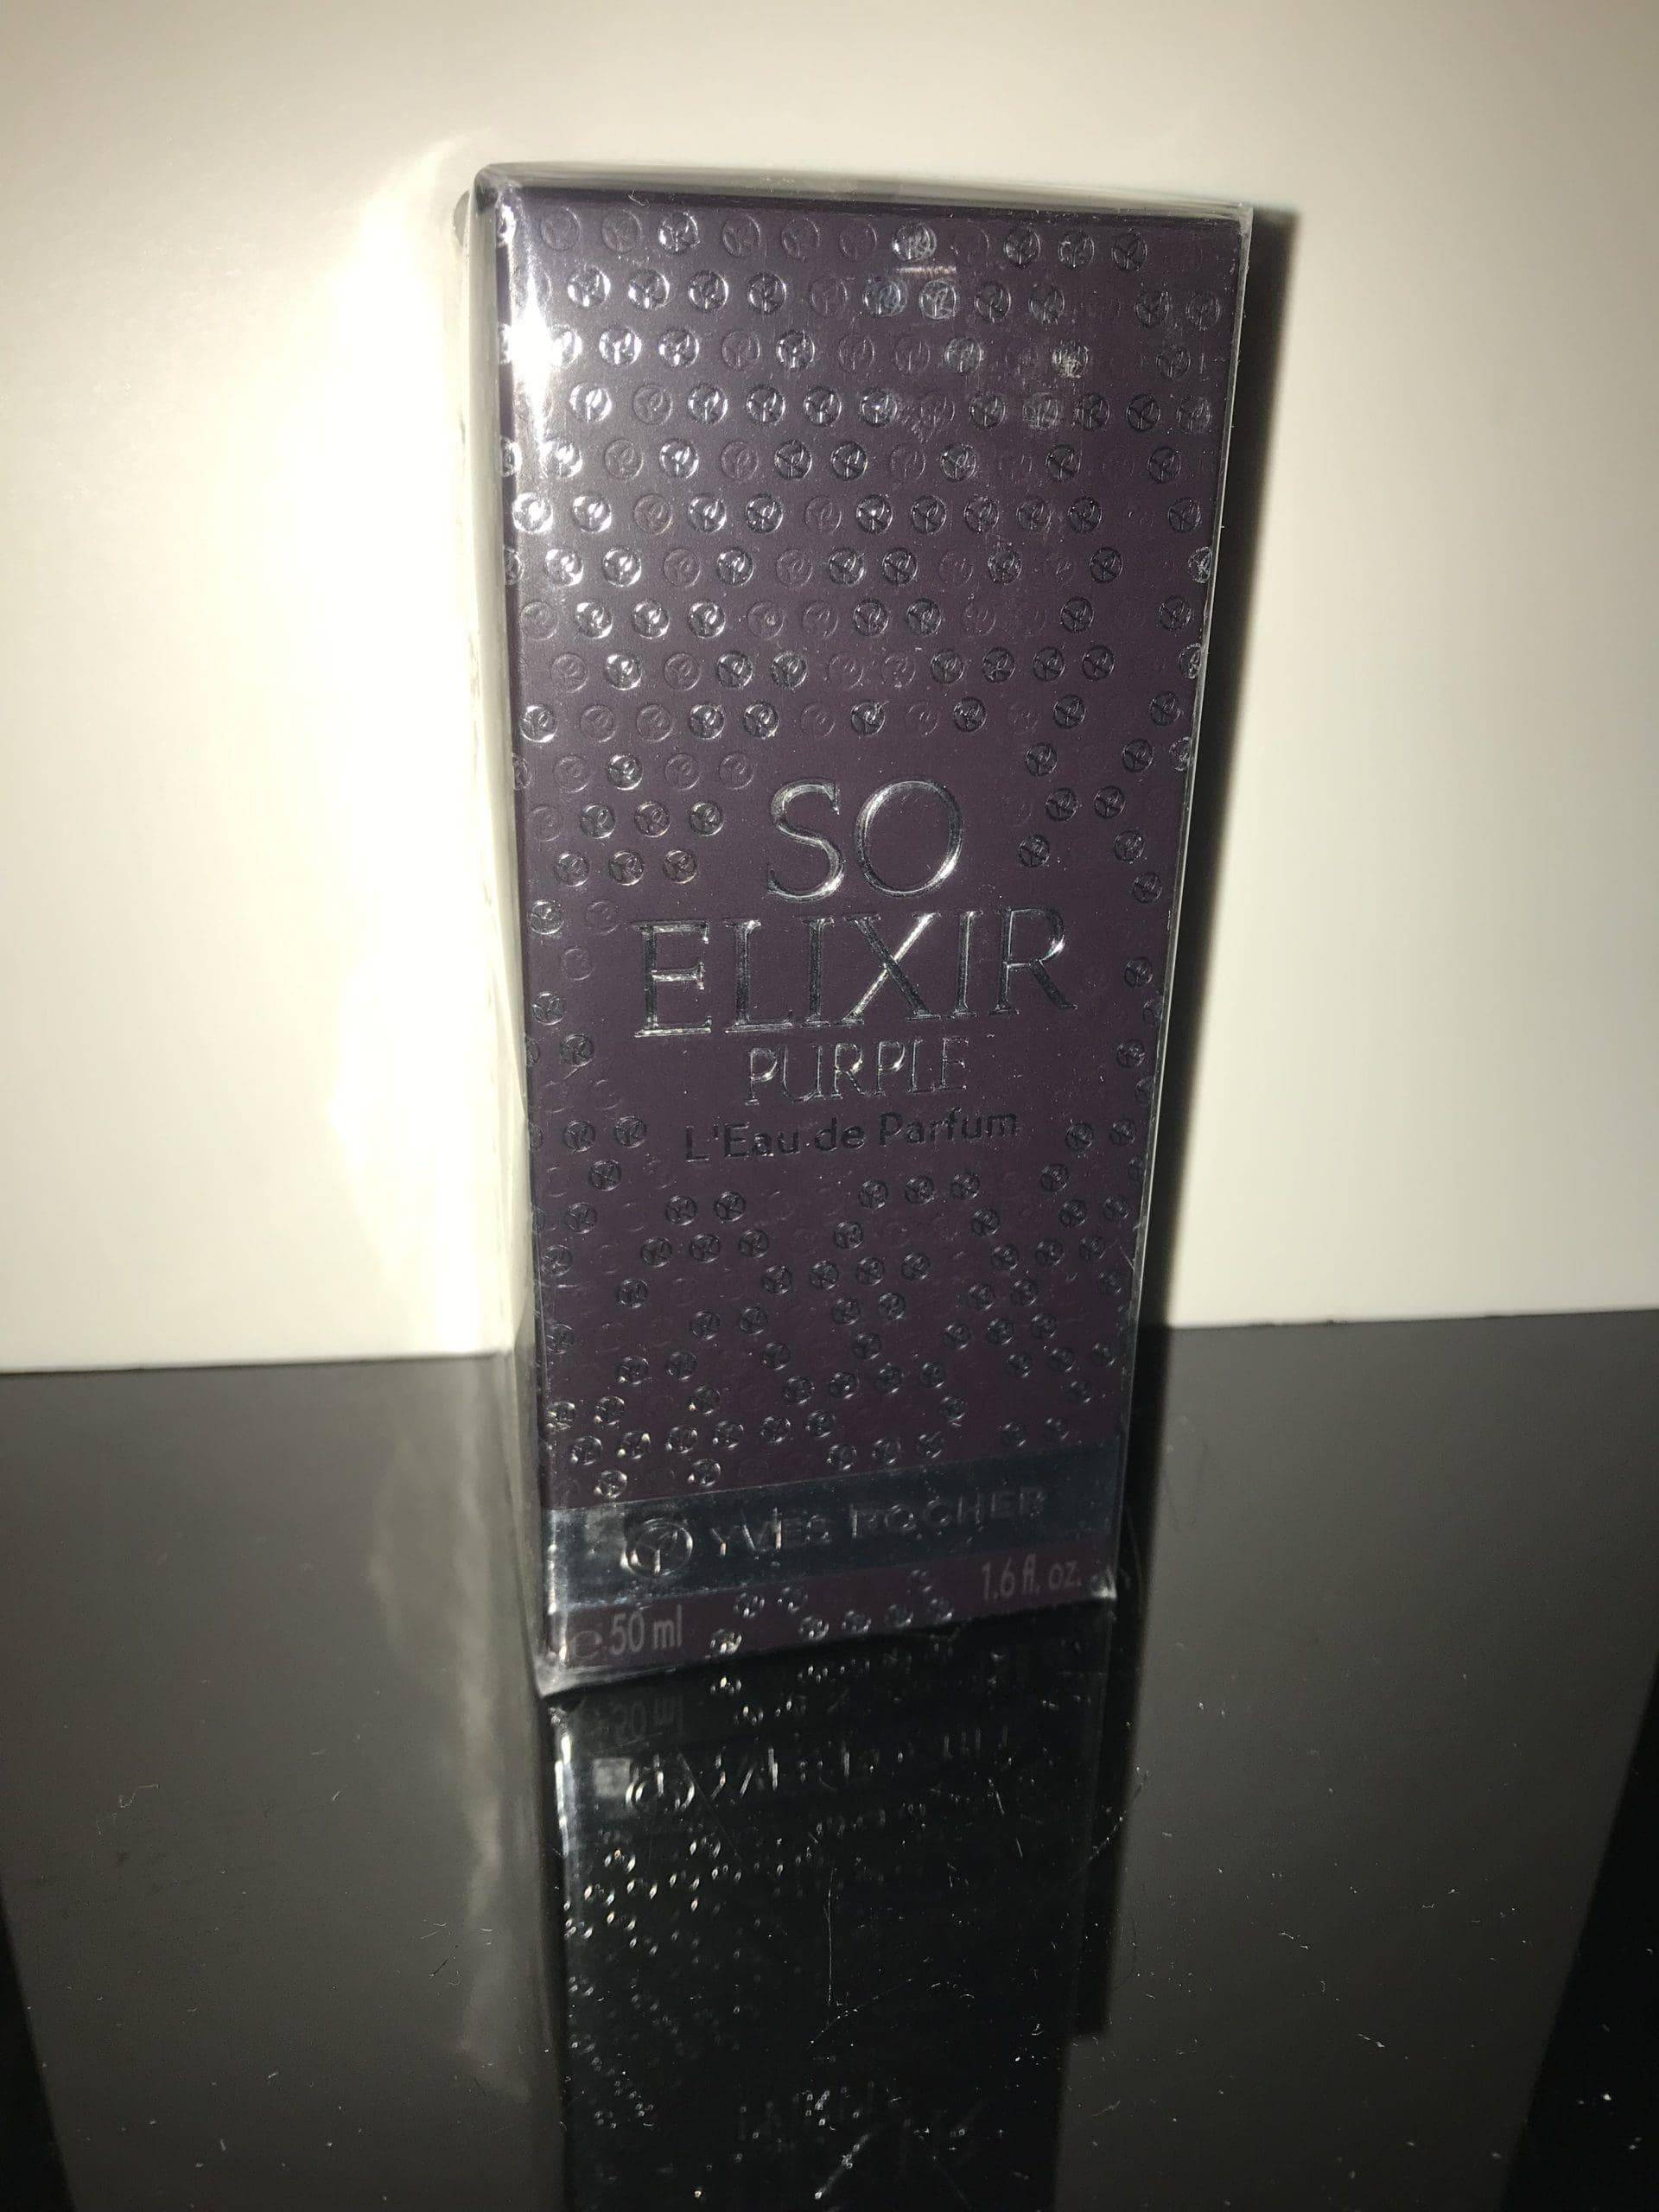 SO
ELIXIR
PURPLE
L'Eau de Parfum
YVES ROCHER
1.6 fl. oz.
e 50 ml